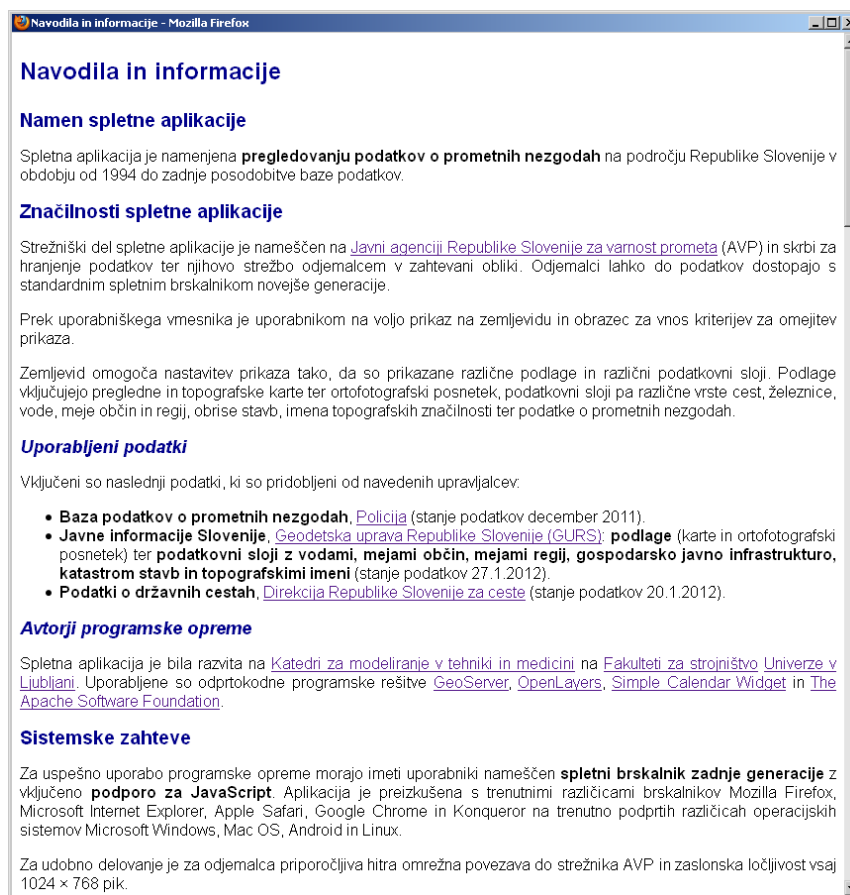 Navodila in informacije - Mozilla Firefox
Navodila in informacije
Namen spletne aplikacije
Spletna aplikacija je namenjena pregledovanju podatkov o prometnih nezgodah na področju Republike Slovenije v
obdobju od 1994 do zadnje posodobitve baze podatkov.
Značilnosti spletne aplikacije
Strežniški del spletne aplikacije je nameščen na Javni agenciji Republike Slovenije za varnost prometa (AVP) in skrbi za
hranjenje podatkov ter njihovo strežbo odjemalcem v zahtevani obliki. Odjemalci lahko do podatkov dostopajo s
standardnim spletnim brskalnikom novejše generacije.
Prek uporabniškega vmesnika je uporabnikom na voljo prikaz na zemljevidu in obrazec za vnos kriterijev za omejitev
prikaza.
Zemljevid omogoča nastavitev prikaza tako, da so prikazane različne podlage in različni podatkovni sloji. Podlage
vključujejo pregledne in topografske karte ter ortofotografski posnetek, podatkovni sloji pa različne vrste cest, železnice,
vode, meje občin in regij, obrise stavb, imena topografskih značilnosti ter podatke o prometnih nezgodah.
Uporabljeni podatki
Vključeni so naslednji podatki, ki so pridobljeni od navedenih upravljalcev:
• Baza podatkov o prometnih nezgodah, Policija (stanje podatkov december 2011).
• Javne informacije Slovenije, Geodetska uprava Republike Slovenije (GURS): podlage (karte in ortofotografski
posnetek) ter podatkovni sloji z vodami, mejami občin, mejami regij, gospodarsko javno infrastrukturo,
katastrom stavb in topografskimi imeni (stanje podatkov 27.1.2012).
• Podatki o državnih cestah, Direkcija Republike Slovenije za ceste (stanje podatkov 20.1.2012).
Avtorji programske opreme
Spletna aplikacija je bila razvita na Katedri za modeliranje v tehniki in medicini na Fakulteti za strojništvo Univerze v
Ljubljani. Uporabljene so odprtokodne programske rešitve GeoServer, OpenLayers, Simple Calendar Widget in The
Apache Software Foundation.
Sistemske zahteve
Za uspešno uporabo programske opreme morajo imeti uporabniki nameščen spletni brskalnik zadnje generacije z
vključeno podporo za JavaScript. Aplikacija je preizkušena s trenutnimi različicami brskalnikov Mozilla Firefox,
Microsoft Internet Explorer, Apple Safari, Google Chrome in Konqueror na trenutno podprtih različicah operacijskih
sistemov Microsoft Windows, Mac OS, Android in Linux.
Za udobno delovanje je za odjemalca priporočljiva hitra omrežna povezava do strežnika AVP in zaslonska ločljivost vsaj
1024 × 768 pik.